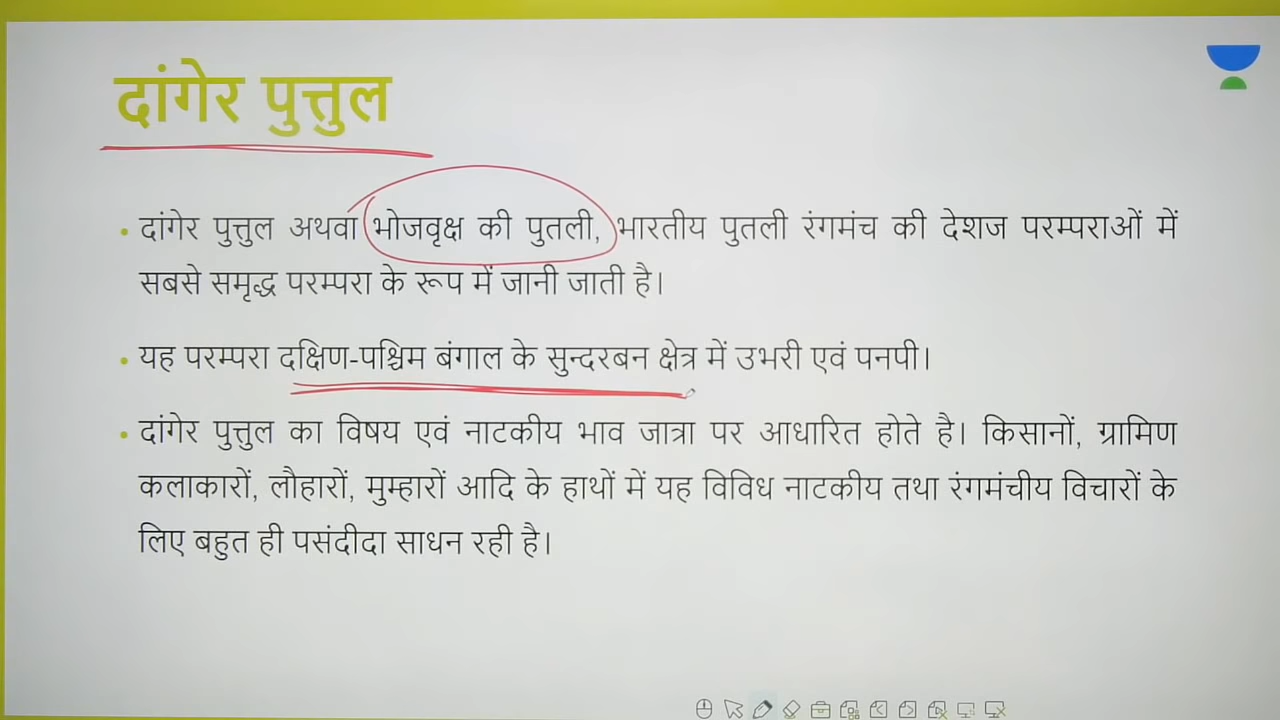 दांगेर पुत्तुल
• दांगेर पुत्तुल अथवा भोजवृक्ष की पुतली, भारतीय पुतली रंगमंच की देशज परम्पराओं में
सबसे समृद्ध परम्परा के रूप में जानी जाती है।
• यह परम्परा दक्षिण-पश्चिम बंगाल के सुन्दरबन क्षेत्र में उभरी एवं पनपी।
• दांगेर पुत्तुल का विषय एवं नाटकीय भाव जात्रा पर आधारित होते है। किसानों, ग्रामिण
कलाकारों, लौहारों, मुम्हारों आदि के हाथों में यह विविध नाटकीय तथा रंगमंचीय विचारों के
लिए बहुत ही पसंदीदा साधन रही है।